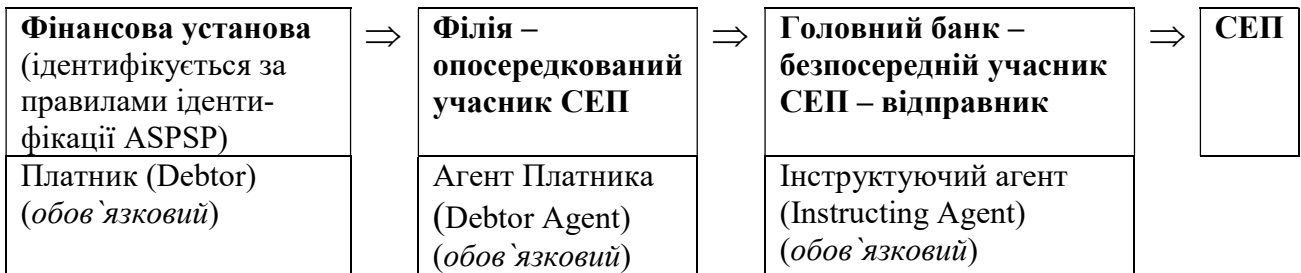 Фінансова установа
(ідентифікується за
правилами іденти-
фікації ASPSP)
⇒
Філія –
опосередкований
учасник СЕП
⇒
Головний банк –
безпосередній учасник
СЕП – відправник
⇒
СЕП
Платник (Debtor)
(обов`язковий)
Агент Платника
(Debtor Agent)
(обов`язковий)
Інструктуючий агент
(Instructing Agent)
(обов`язковий)